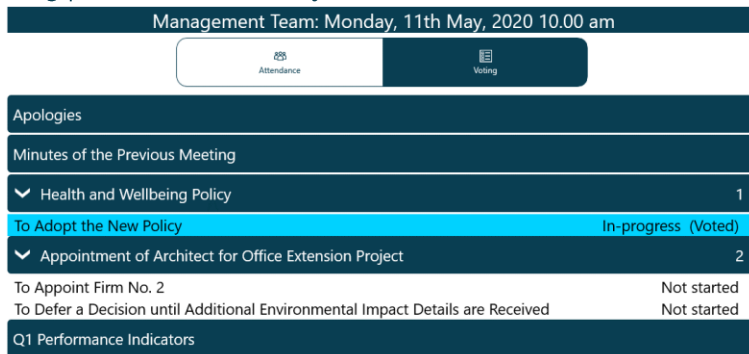 Management Team: Monday, 11th May, 2020 10.00 am
Attendance
Voting
Apologies
Minutes of the Previous Meeting
Health and Wellbeing Policy 1
To Adopt the New Policy In-progress (Voted)
Appointment of Architect for Office Extension Project 2
To Appoint Firm No. 2 Not started
To Defer a Decision until Additional Environmental Impact Details are Received Not started
Q1 Performance Indicators